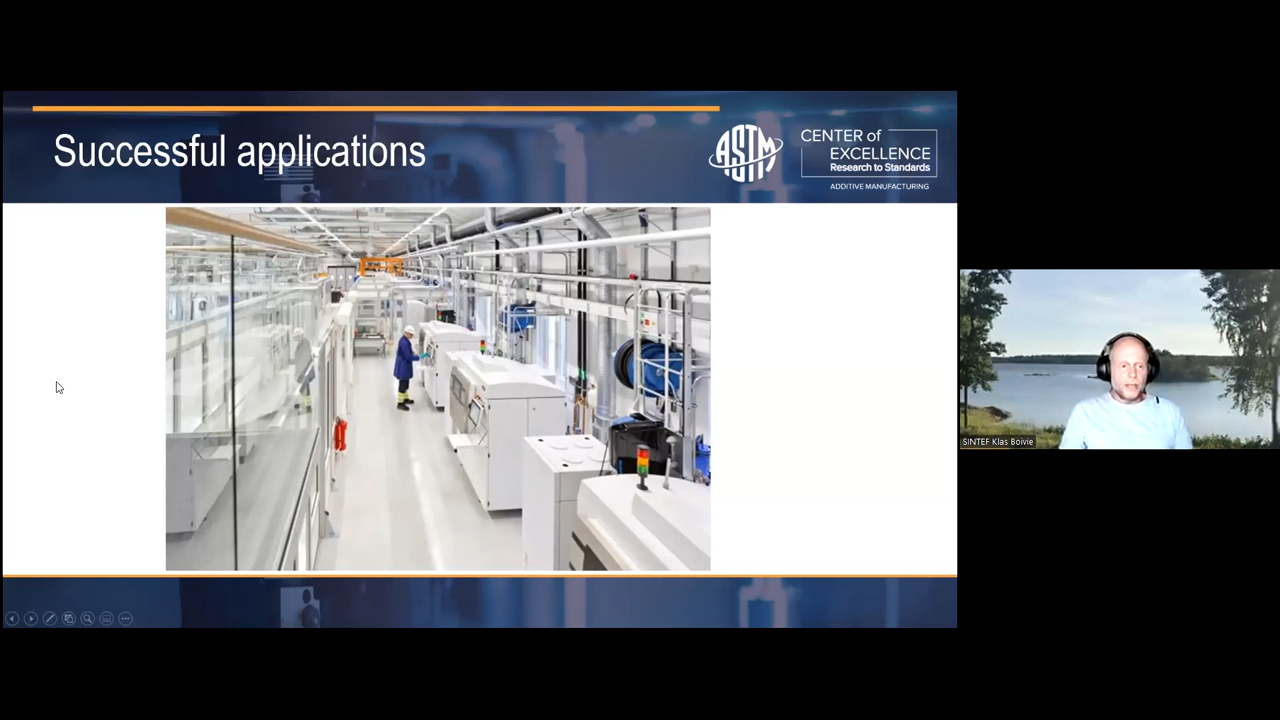 Successful applications
ASTM
CENTER of
EXCELLENCE
Research to Standards
ADDITIVE MANUFACTURING
SINTEF Klas Boivie